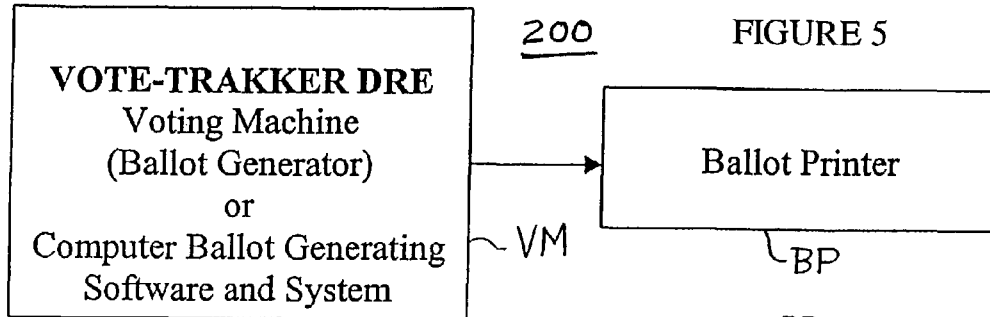 200
FIGURE 5
VOTE-TRAKKER DRE
Voting Machine
(Ballot Generator)
or
Computer Ballot Generating
Software and System
VM
Ballot Printer
BP